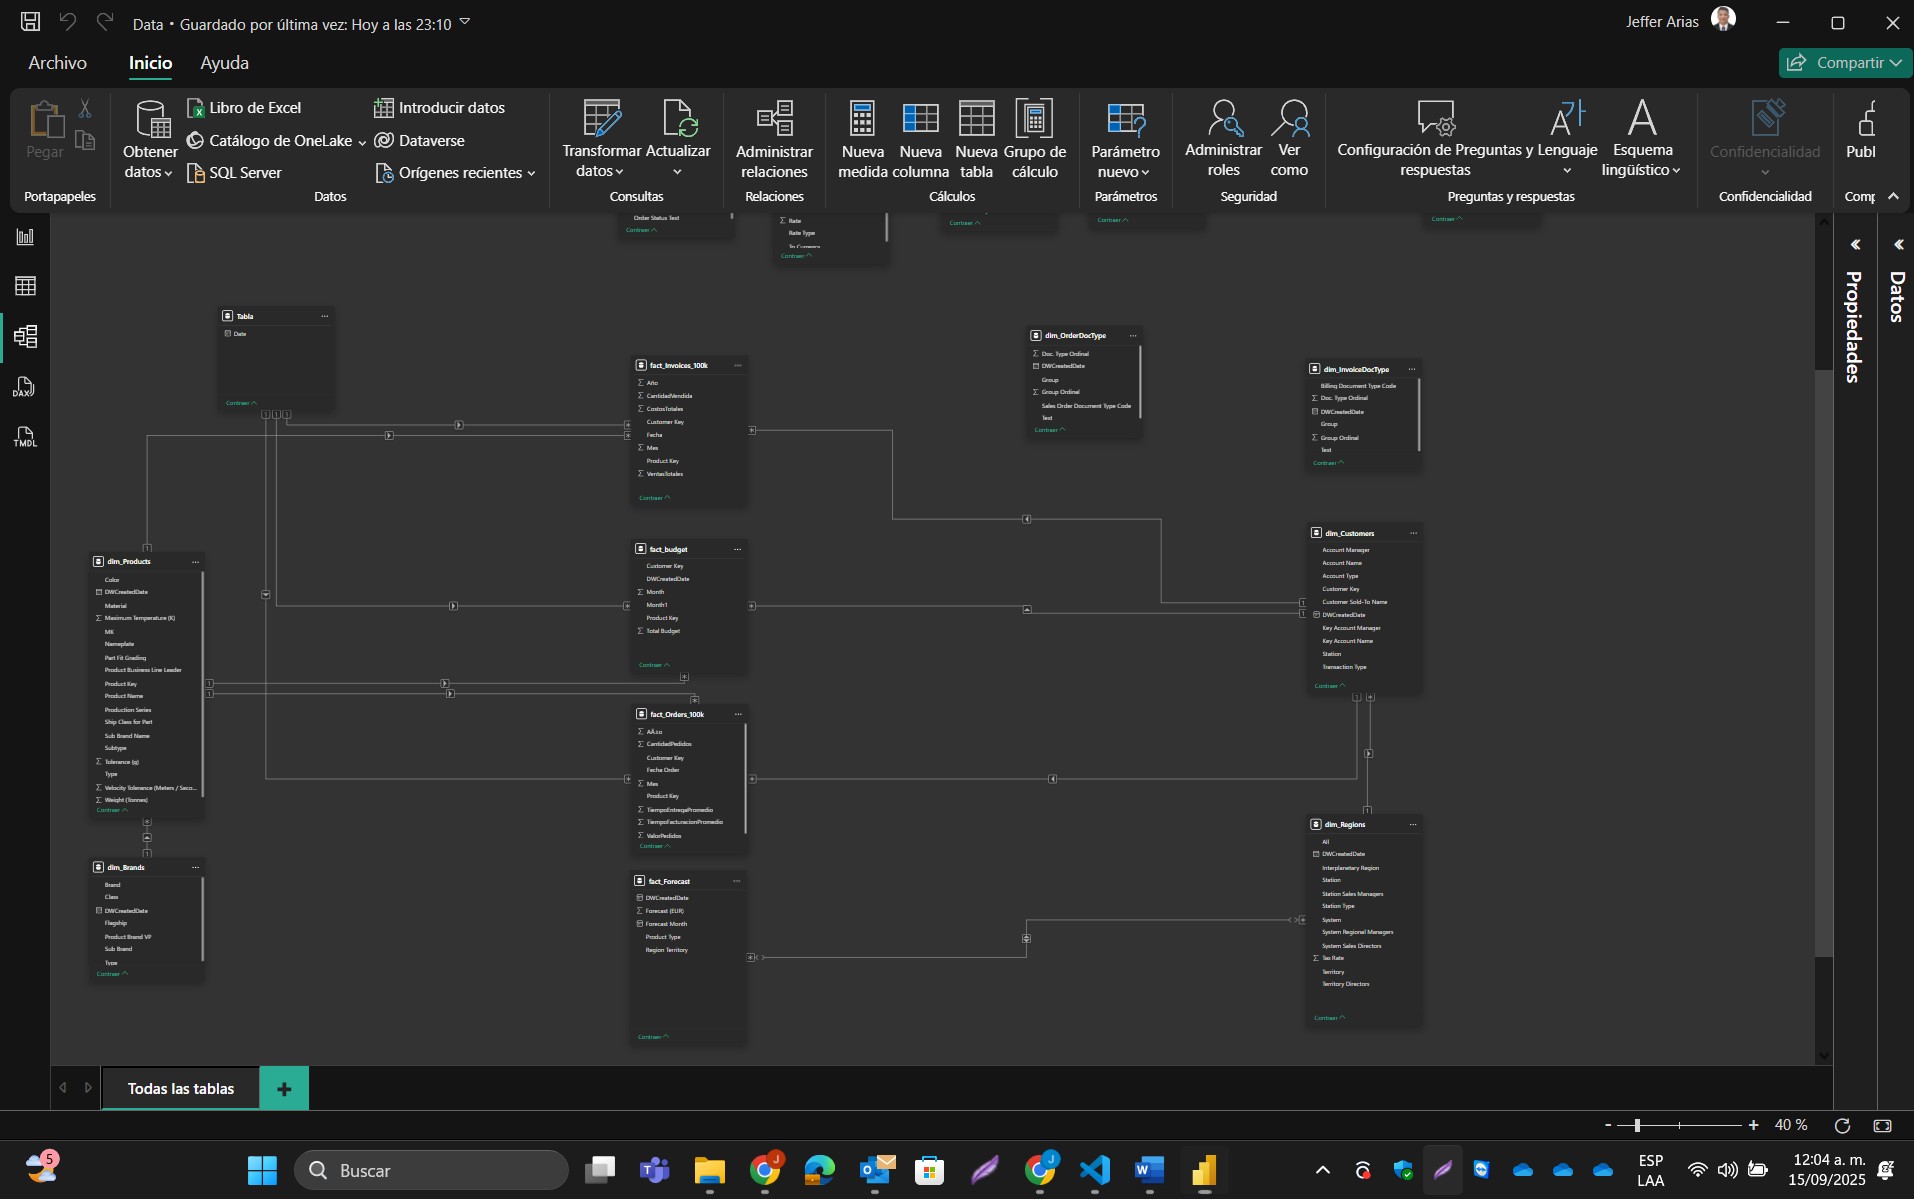 Data • Guardado por última vez: Hoy a las 23:10
Jeffer Arias
Archivo
Inicio
Ayuda
Compartir
Pegar
Portapapeles
Obtener datos
Libro de Excel
Catálogo de OneLake
SQL Server
Introducir datos
Dataverse
Orígenes recientes
Datos
Transformar datos
Actualizar
Consultas
Administrar relaciones
Relaciones
Nueva medida
Nueva columna
Nueva tabla
Grupo de cálculo
Cálculos
Parámetro nuevo
Parámetros
Administrar roles
Ver como
Seguridad
Configuración de Preguntas y respuestas
Lenguaje
Esquema lingüístico
Preguntas y respuestas
Confidencialidad
Confidencialidad
Publ
Comp
DAX
TMDL
Order Status Text
Contraer
Rate
Rate Type
To Currency
Contraer
Contraer
Contraer
Contraer
Tabla
Date
Contraer
fact_Invoices_100k
Año
CantidadVendida
CostosTotales
Customer Key
Fecha
Mes
Product Key
VentasTotales
Contraer
dim_OrderDocType
Doc. Type Ordinal
DWCreatedDate
Group
Group Ordinal
Sales Order Document Type Code
Text
Contraer
dim_InvoiceDocType
Billing Document Type Code
Doc. Type Ordinal
DWCreatedDate
Group
Group Ordinal
Text
Contraer
dim_Products
Color
DWCreatedDate
Material
Maximum Temperature (K)
MK
Nameplate
Part Fit Grading
Product Business Line Leader
Product Key
Product Name
Production Series
Ship Class for Part
Sub Brand Name
Subtype
Tolerance (g)
Type
Velocity Tolerance (Meters / Seco...
Weight (Tonnes)
Contraer
fact_budget
Customer Key
DWCreatedDate
Month
Month1
Product Key
Total Budget
Contraer
dim_Customers
Account Manager
Account Name
Account Type
Customer Key
Customer Sold-To Name
DWCreatedDate
Key Account Manager
Key Account Name
Station
Transaction Type
Contraer
fact_Orders_100k
CantidadPedidos
Customer Key
Fecha Order
Mes
Product Key
TiempoEntregaPromedio
TiempoFacturacionPromedio
ValorPedidos
Contraer
dim_Brands
Brand
Class
DWCreatedDate
Flagship
Product Brand VP
Sub Brand
Type
Contraer
fact_Forecast
DWCreatedDate
Forecast (EUR)
Forecast Month
Product Type
Region Territory
Contraer
dim_Regions
All
DWCreatedDate
Interplanetary Region
Station
Station Sales Managers
Station Type
System
System Regional Managers
System Sales Directors
Tax Rate
Territory
Territory Directors
Contraer
Propiedades
Datos
Todas las tablas
40 %
5
Buscar
ESP
LAA
12:04 a. m.
15/09/2025